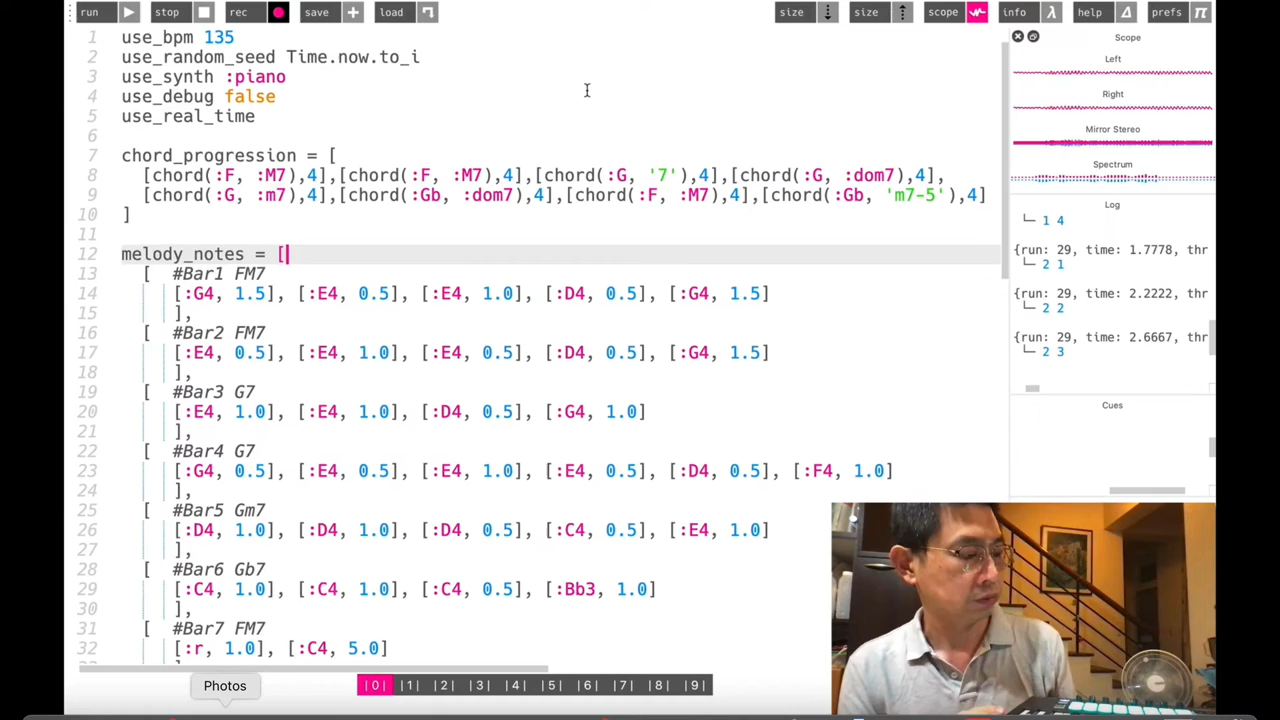 run stop rec save + load size size scope info λ help Δ prefs π
1 use_bpm 135
2 use_random_seed Time.now.to_i
3 use_synth :piano
4 use_debug false
5 use_real_time
6
7 chord_progression = [
8 [chord(:F, :M7),4],[chord(:F, :M7),4],[chord(:G, '7'),4],[chord(:G, :dom7),4],
9 [chord(:G, :m7),4],[chord(:Gb, :dom7),4],[chord(:F, :M7),4],[chord(:Gb, 'm7-5'),4]
10 ]
11
12 melody_notes = [
13 [ #Bar1 FM7
14 [:G4, 1.5], [:E4, 0.5], [:E4, 1.0], [:D4, 0.5], [:G4, 1.5]
15 ],
16 [ #Bar2 FM7
17 [:E4, 0.5], [:E4, 1.0], [:E4, 0.5], [:D4, 0.5], [:G4, 1.5]
18 ],
19 [ #Bar3 G7
20 [:E4, 1.0], [:E4, 1.0], [:D4, 0.5], [:G4, 1.0]
21 ],
22 [ #Bar4 G7
23 [:G4, 0.5], [:E4, 0.5], [:E4, 1.0], [:E4, 0.5], [:D4, 0.5], [:F4, 1.0]
24 ],
25 [ #Bar5 Gm7
26 [:D4, 1.0], [:D4, 1.0], [:D4, 0.5], [:C4, 0.5], [:E4, 1.0]
27 ],
28 [ #Bar6 Gb7
29 [:C4, 1.0], [:C4, 1.0], [:C4, 0.5], [:Bb3, 1.0]
30 ],
31 [ #Bar7 FM7
32 [:r, 1.0], [:C4, 5.0]
Scope
Left
Right
Mirror Stereo
Spectrum
Log
1 4
{run: 29, time: 1.7778, thr
2 1
{run: 29, time: 2.2222, thr
2 2
{run: 29, time: 2.6667, thr
2 3
Cues
Photos
|0| |1| |2| |3| |4| |5| |6| |7| |8| |9|